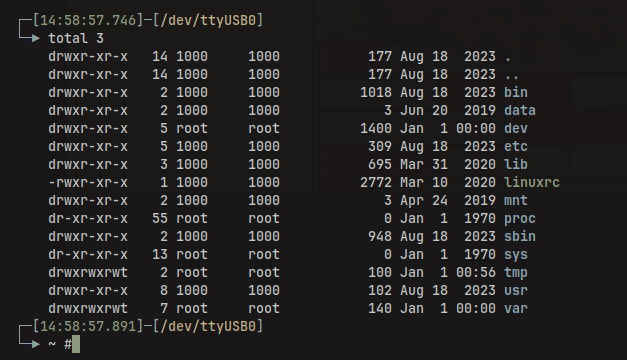 ┌─[14:58:57.746]─[/dev/ttyUSB0]
└─► total 3
drwxr-xr-x   14 1000     1000           177 Aug 18  2023 .
drwxr-xr-x   14 1000     1000           177 Aug 18  2023 ..
drwxr-xr-x    2 1000     1000          1018 Aug 18  2023 bin
drwxr-xr-x    2 1000     1000             3 Jun 20  2019 data
drwxr-xr-x    5 root     root          1400 Jan  1 00:00 dev
drwxr-xr-x    5 1000     1000           309 Aug 18  2023 etc
drwxr-xr-x    3 1000     1000           695 Mar 31  2020 lib
-rwxr-xr-x    1 1000     1000          2772 Mar 10  2020 linuxrc
drwxr-xr-x    2 1000     1000             3 Apr 24  2019 mnt
dr-xr-xr-x   55 root     root             0 Jan  1  1970 proc
drwxr-xr-x    2 1000     1000           948 Aug 18  2023 sbin
dr-xr-xr-x   13 root     root             0 Jan  1  1970 sys
drwxrwxrwt    2 root     root           100 Jan  1 00:56 tmp
drwxr-xr-x    8 1000     1000           102 Aug 18  2023 usr
drwxrwxrwt    7 root     root           140 Jan  1 00:00 var
┌─[14:58:57.891]─[/dev/ttyUSB0]
└─► ~ #